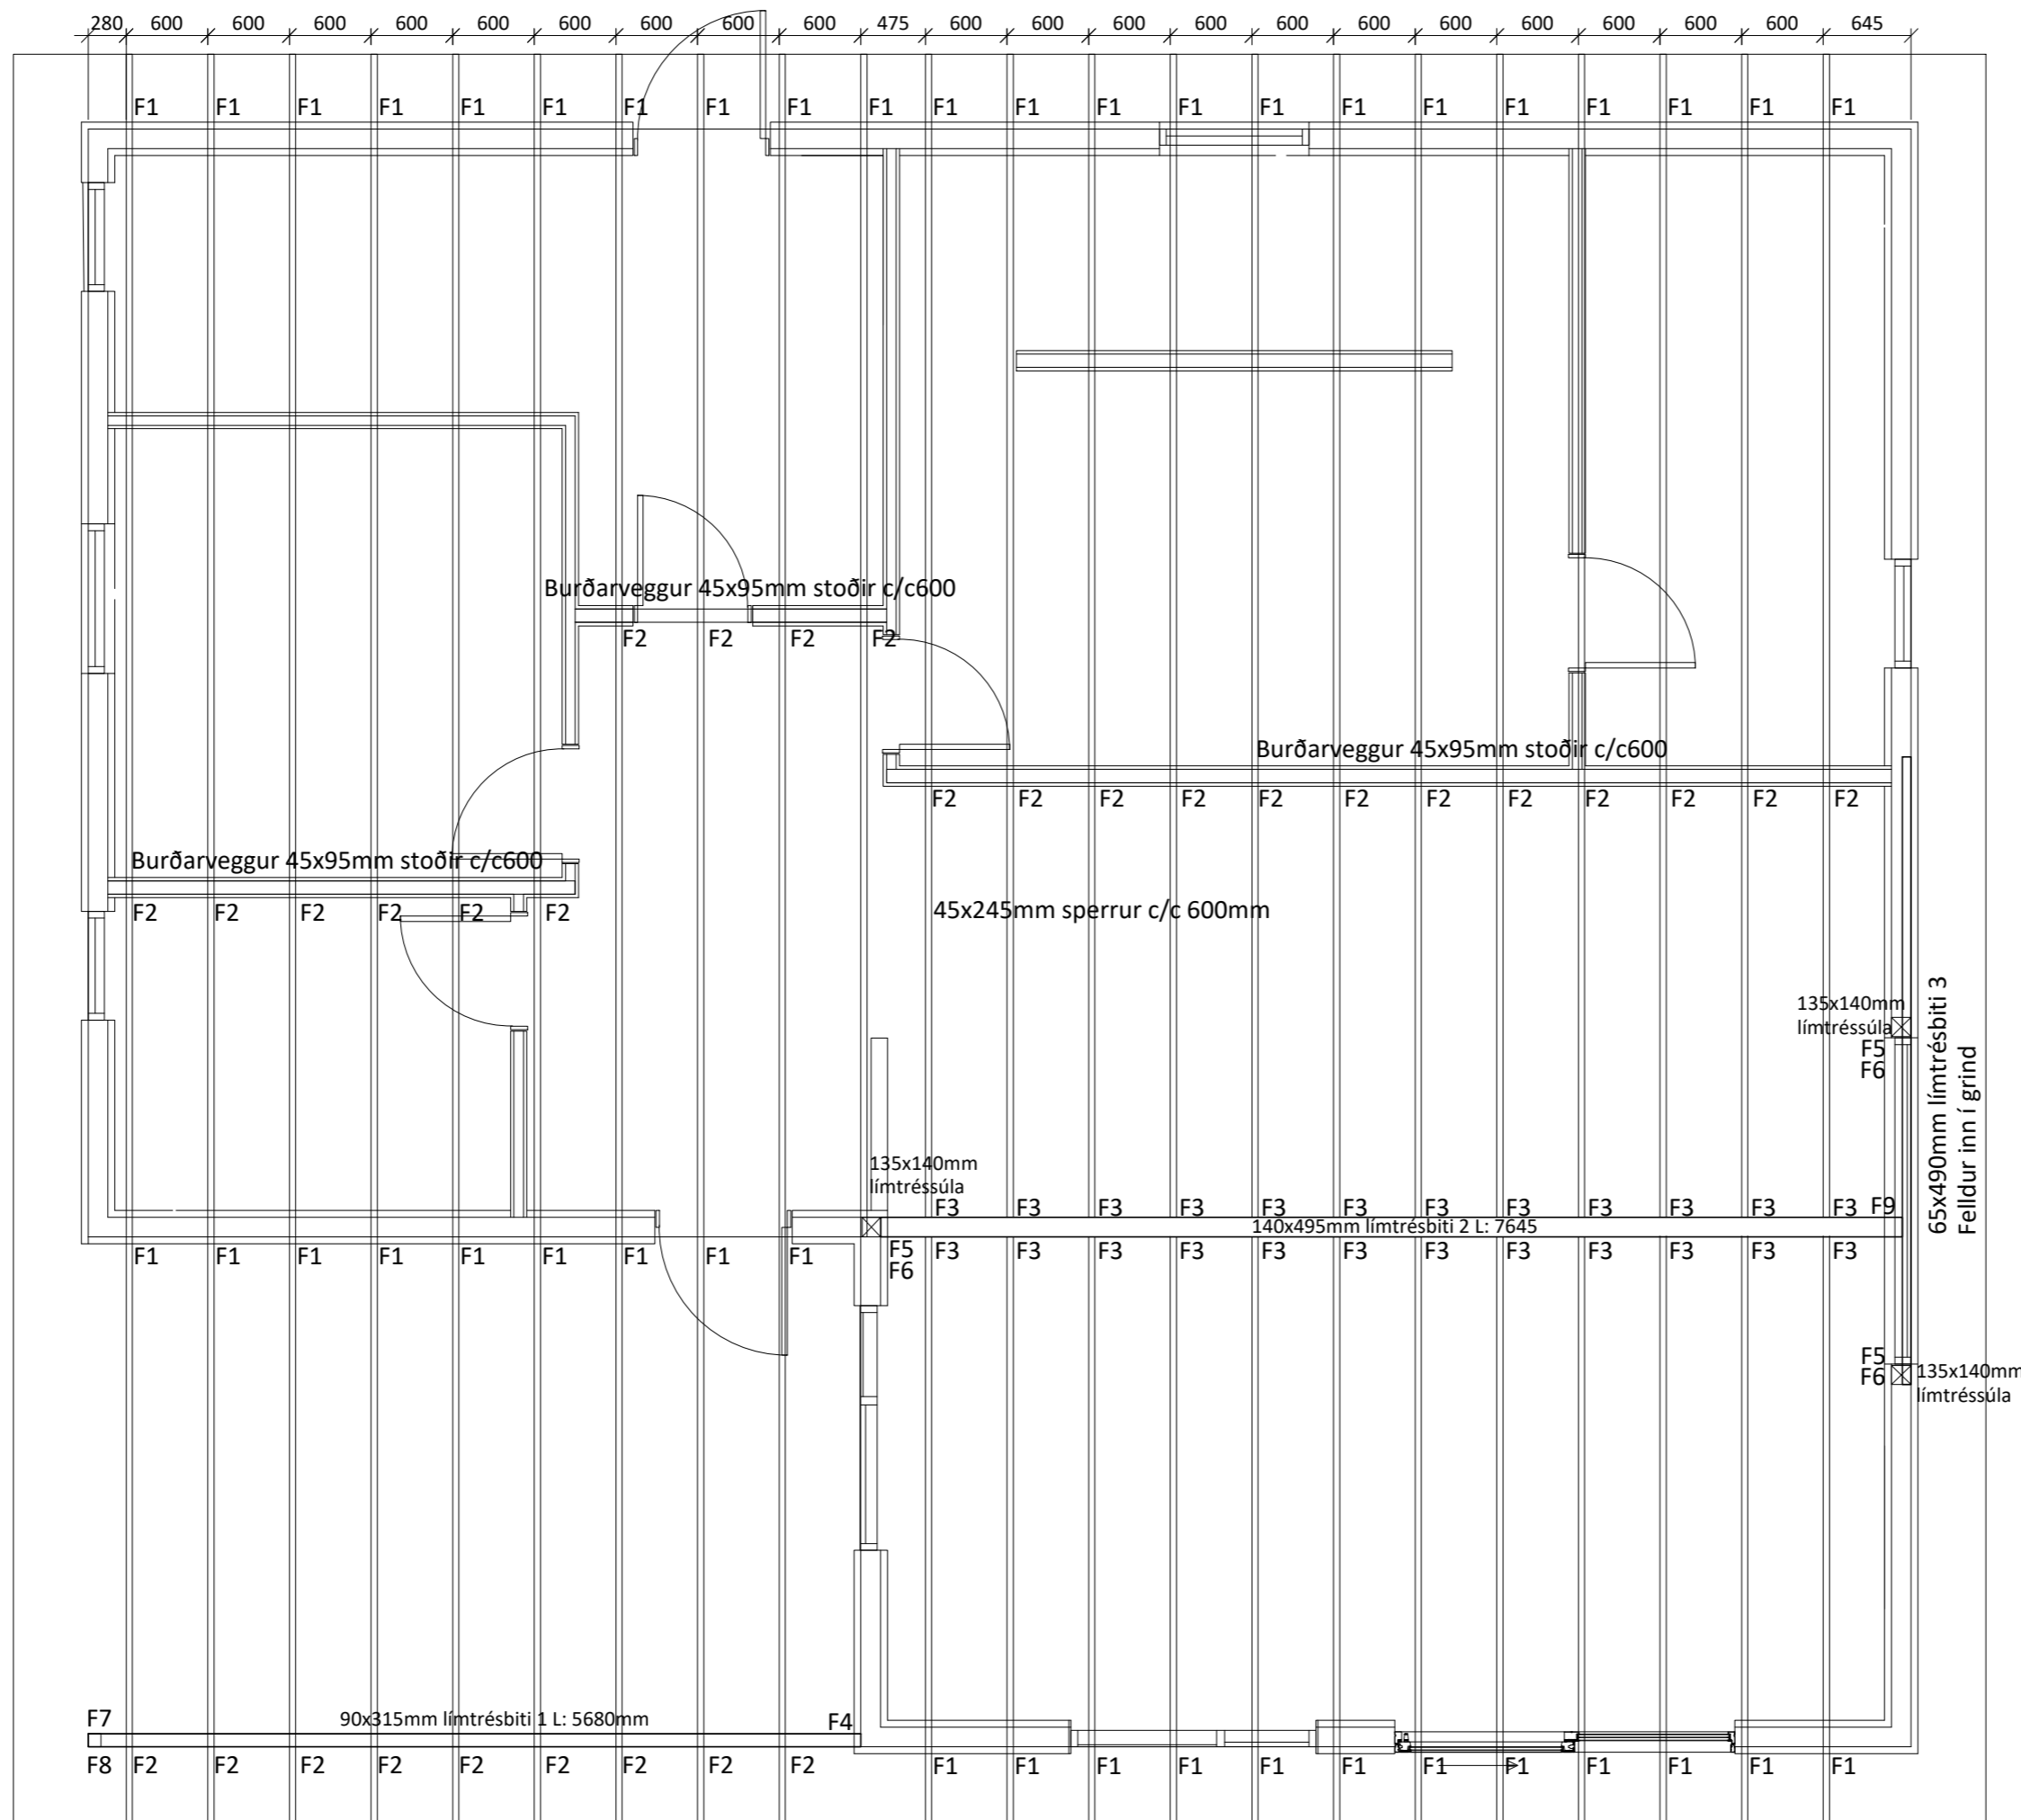 280 600 600 600 600 600 600 600 600 600 475 600 600 600 600 600 600 600 600 600 600 600 645
F1 F1 F1 F1 F1 F1 F1 F1 F1 F1 F1 F1 F1 F1 F1 F1 F1 F1 F1 F1 F1 F1
Burðarveggur 45x95mm stoðir c/c600
F2 F2 F2 F2
Burðarveggur 45x95mm stoðir c/c600
F2 F2 F2 F2 F2 F2 F2 F2 F2 F2 F2 F2
Burðarveggur 45x95mm stoðir c/c600
F2 F2 F2 F2 F2 F2
45x245mm sperrur c/c 600mm
135x140mm
límtréssúla
F5
F6
65x490mm límtrésbiti 3
Felldur inn í grind
135x140mm
límtréssúla
F3 F3 F3 F3 F3 F3 F3 F3 F3 F3 F3 F3 F9
140x495mm límtrésbiti 2 L: 7645
F1 F1 F1 F1 F1 F1 F1 F1 F1
F5
F6
F3 F3 F3 F3 F3 F3 F3 F3 F3 F3 F3 F3
F5
F6
135x140mm
límtréssúla
F7
90x315mm límtrésbiti 1 L: 5680mm
F4
F8 F2 F2 F2 F2 F2 F2 F2 F2 F2 F1 F1 F1 F1 F1 F1 F1 F1 F1 F1 F1 F1